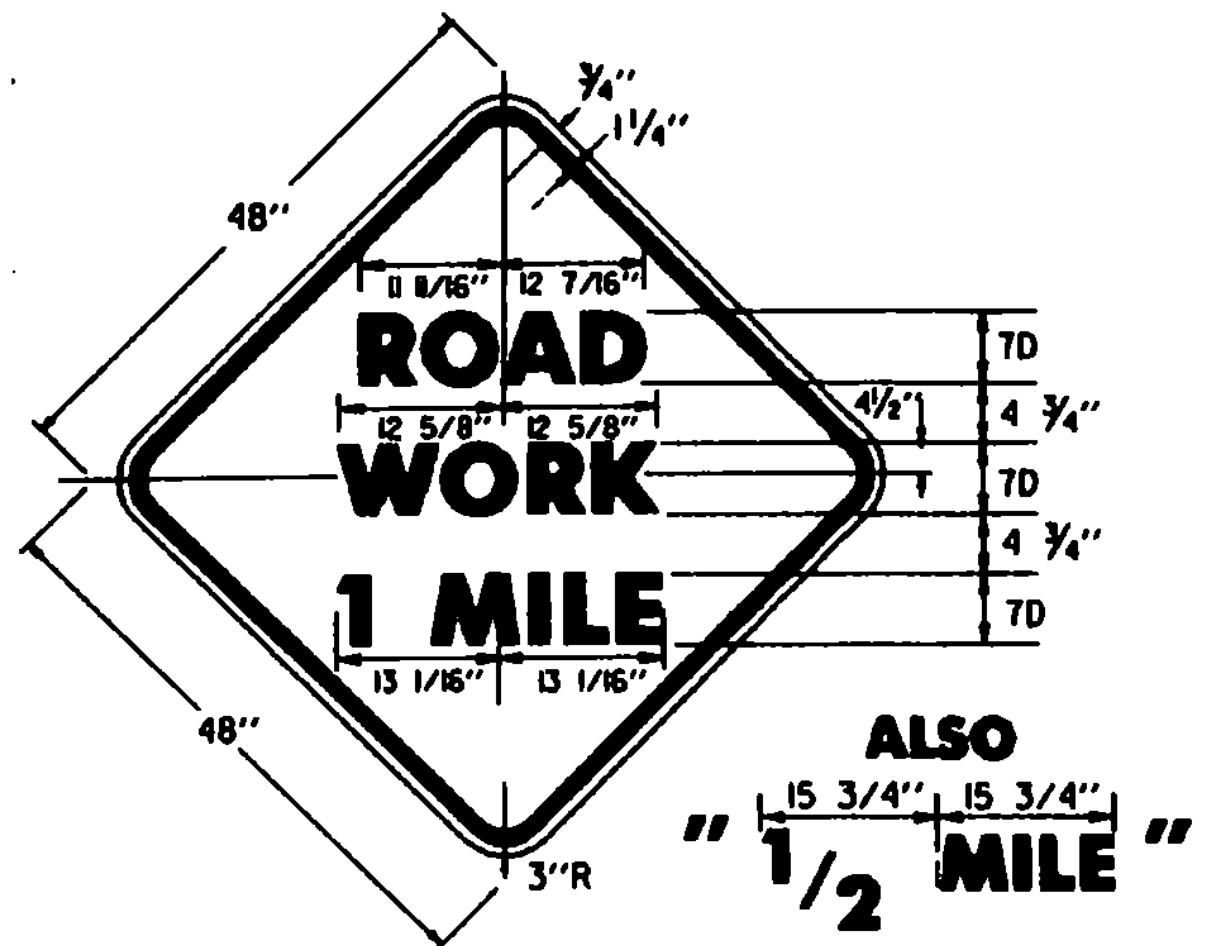 3/4"
1 1/4"
48"
11 11/16" 12 7/16"
ROAD
7D
12 5/8" 12 5/8"
4 1/2"
4 3/4"
WORK
7D
4 3/4"
1 MILE
7D
13 1/16" 13 1/16"
48"
3"R
ALSO
15 3/4" 15 3/4"
" 1/2 MILE "